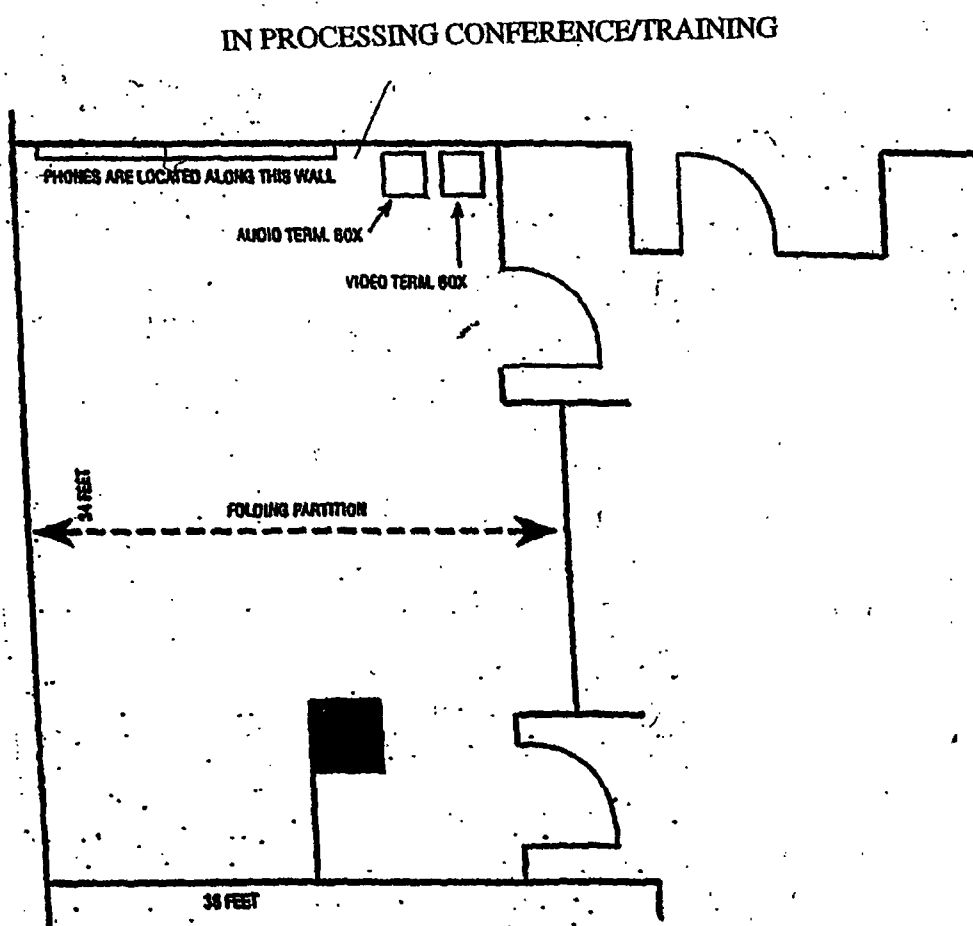 IN PROCESSING CONFERENCE/TRAINING
PHONES ARE LOCATED ALONG THIS WALL
AUDIO TERM. BOX
VIDEO TERM. BOX
34 FEET
FOLDING PARTITION
38 FEET